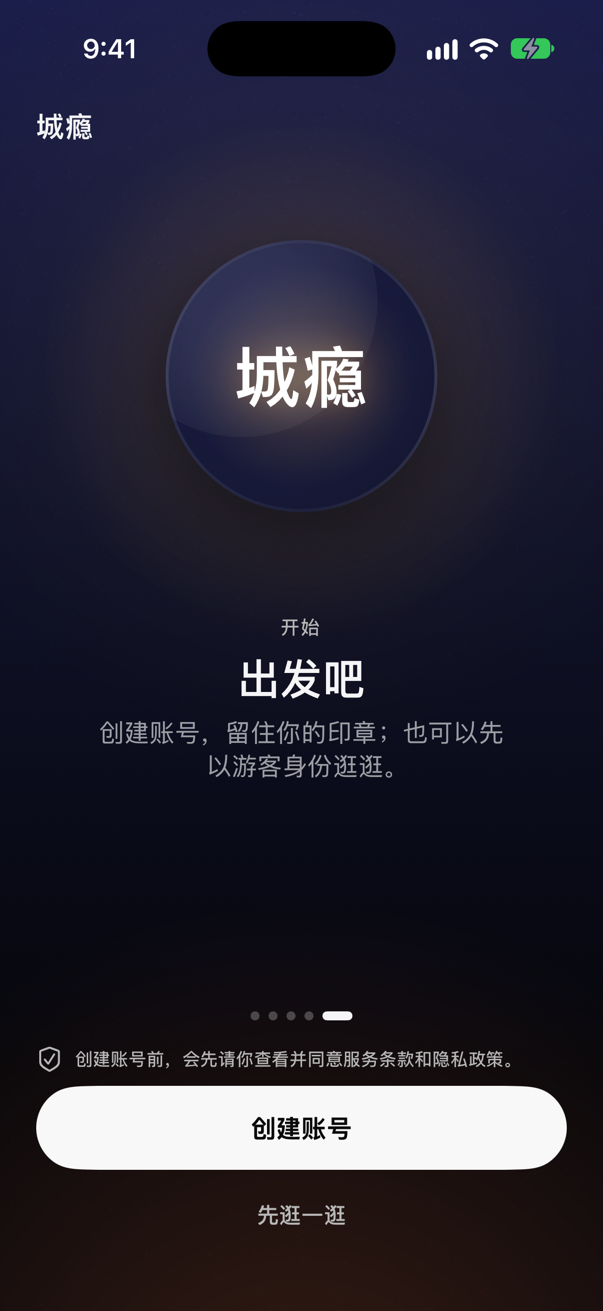 9:41
城瘾
城瘾
开始
出发吧
创建账号，留住你的印章；也可以先
以游客身份逛逛。
创建账号前，会先请你查看并同意服务条款和隐私政策。
创建账号
先逛一逛